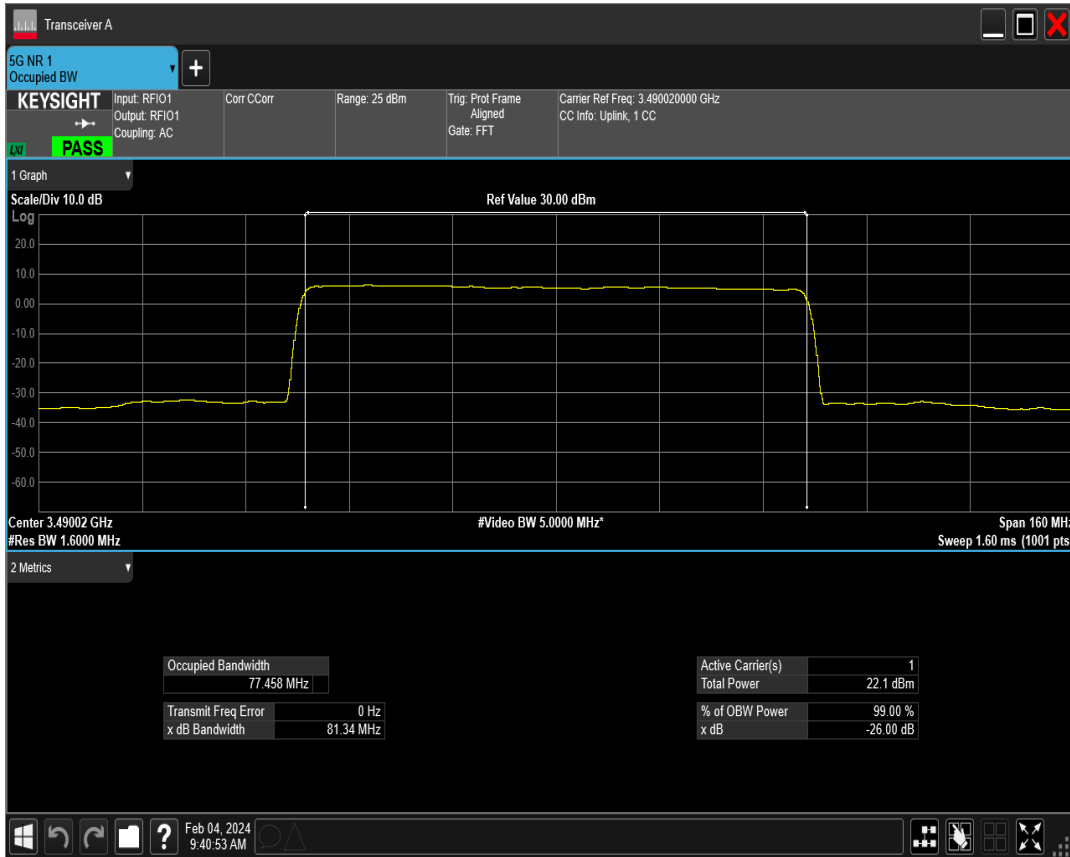 Transceiver A
5G NR 1
Occupied BW
+
KEYSIGHT
LXI
PASS
Input: RFIO1
Output: RFIO1
Coupling: AC
Corr CCorr
Range: 25 dBm
Trig: Prot Frame
Aligned
Gate: FFT
Carrier Ref Freq: 3.490020000 GHz
CC Info: Uplink, 1 CC
1 Graph
Scale/Div 10.0 dB
Ref Value 30.00 dBm
Log
20.0
10.0
0.00
-10.0
-20.0
-30.0
-40.0
-50.0
-60.0
Center 3.49002 GHz
#Video BW 5.0000 MHz*
Span 160 MHz
#Res BW 1.6000 MHz
Sweep 1.60 ms (1001 pts
2 Metrics
Occupied Bandwidth
77.458 MHz
Transmit Freq Error 0 Hz
x dB Bandwidth 81.34 MHz
Active Carrier(s) 1
Total Power 22.1 dBm
% of OBW Power 99.00 %
x dB -26.00 dB
?
Feb 04, 2024
9:40:53 AM